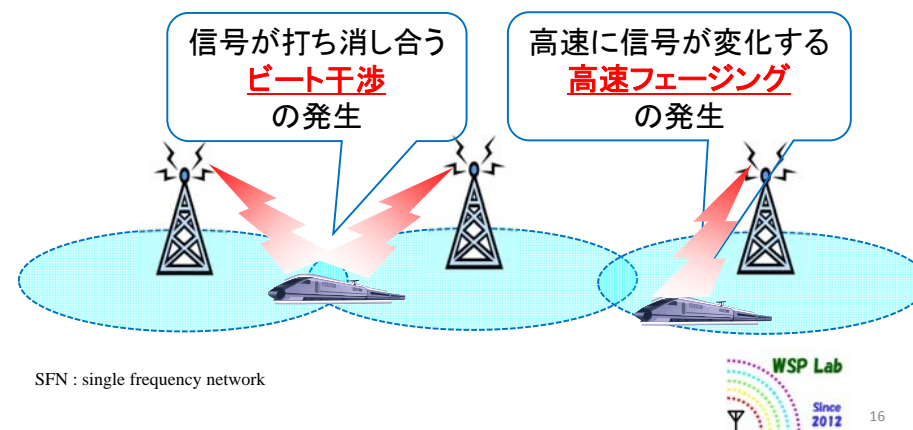 信号が打ち消し合う
ビート干渉
の発生
高速に信号が変化する
高速フェージング
の発生
SFN : single frequency network
WSP Lab
Since
2012
16